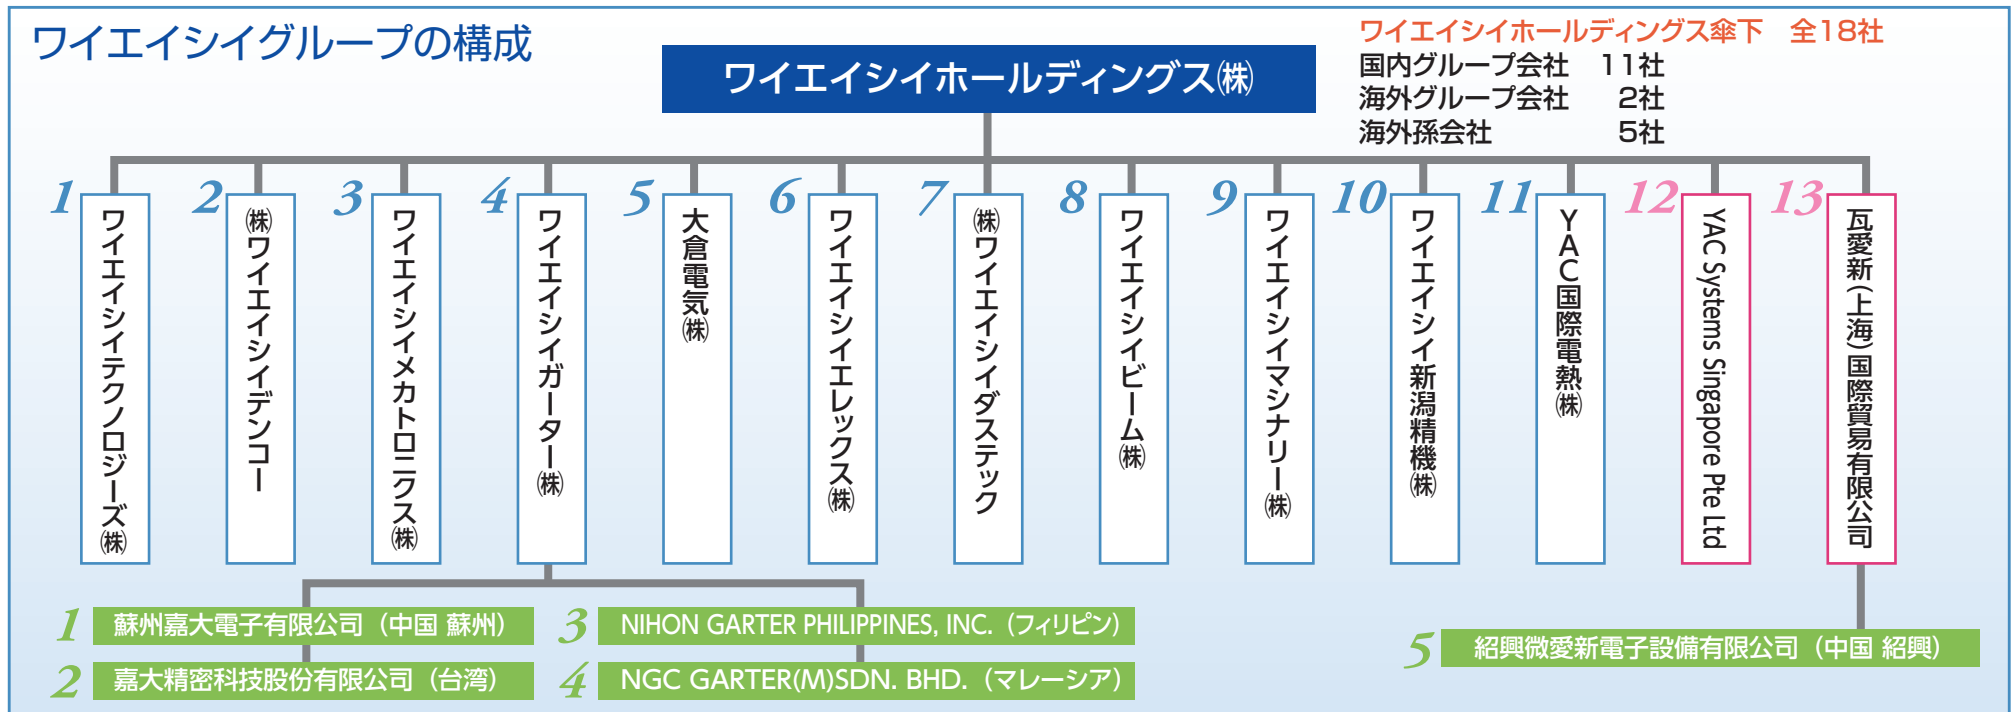 ワイエイシイグループの構成
ワイエイシイホールディングス㈱
ワイエイシイホールディングス傘下 全18社
国内グループ会社 11社
海外グループ会社 2社
海外孫会社 5社
1
ワイエイシイテクノロジーズ㈱
2
㈱ワイエイシイデンコー
3
ワイエイシイメカトロニクス㈱
4
ワイエイシイガーター㈱
5
大倉電気㈱
6
ワイエイシイエレックス㈱
7
㈱ワイエイシイダステック
8
ワイエイシイビーム㈱
9
ワイエイシイマシナリー㈱
10
ワイエイシイ新潟精機㈱
11
YAC国際電熱㈱
12
YAC Systems Singapore Pte Ltd
13
瓦愛新(上海)国際貿易有限公司
1 蘇州嘉大電子有限公司（中国 蘇州）
2 嘉大精密科技股份有限公司（台湾）
3 NIHON GARTER PHILIPPINES, INC.（フィリピン）
4 NGC GARTER(M)SDN. BHD.（マレーシア）
5 紹興微愛新電子設備有限公司（中国 紹興）